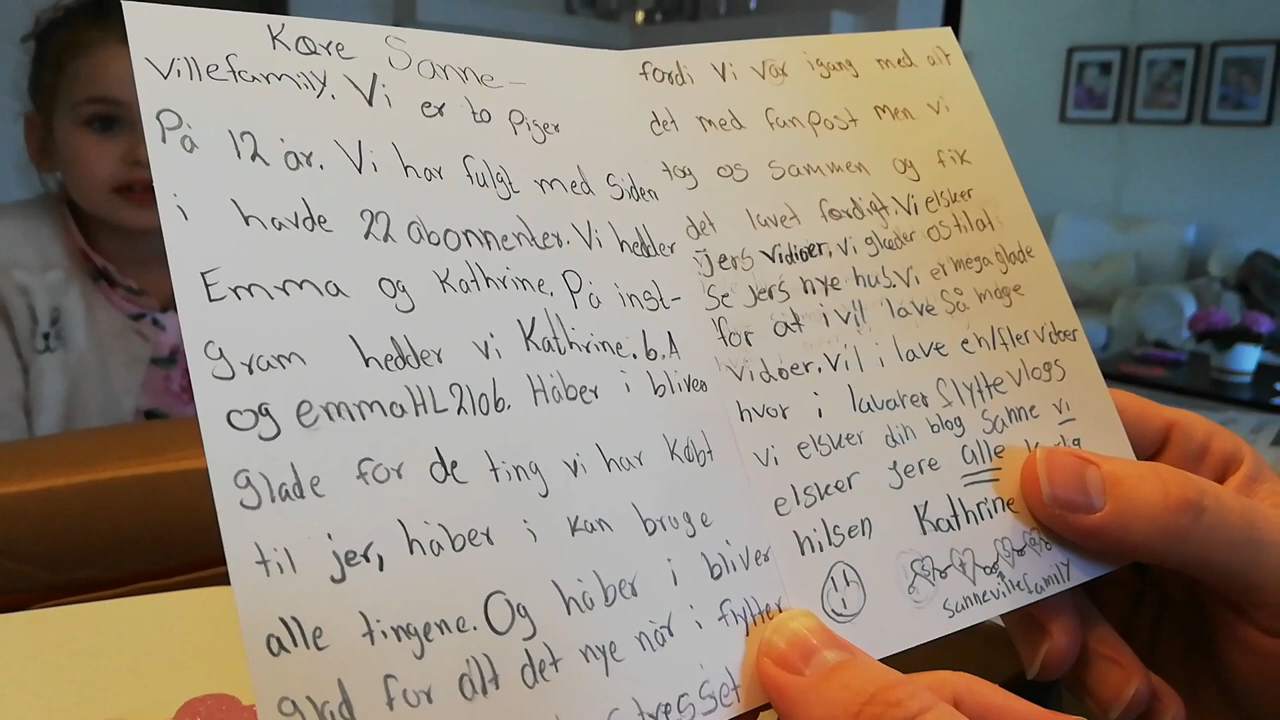 Kære Sanne-
Villefamily. Vi er to Piger
På 12 år. Vi har fulgt med Siden
i havde 22 abonnenter. Vi hedder
Emma og Kathrine. På inst-
gram hedder vi Kathrine.b.A
og emmaHL2106. Håber i bliver
glade for de ting vi har Købt
til jer, håber i kan bruge
alle tingene. Og håber i bliver
glad for alt det nye når i flytter
stresset
fordi Vi var igang med alt
det med fanpost men vi
tog os sammen og fik
det lavet færdigt. Vi elsker
jers vidioer, vi glæder os til at
Se jers nye hus. Vi er mega glade
for at i vil lave så mage
vidoer. Vil i lave en/fler vidoer
hvor i lavarer flytte vlogs
vi elsker din blog Sanne vi
elsker jere alle
hilsen Kathrine
Sannevillefamily